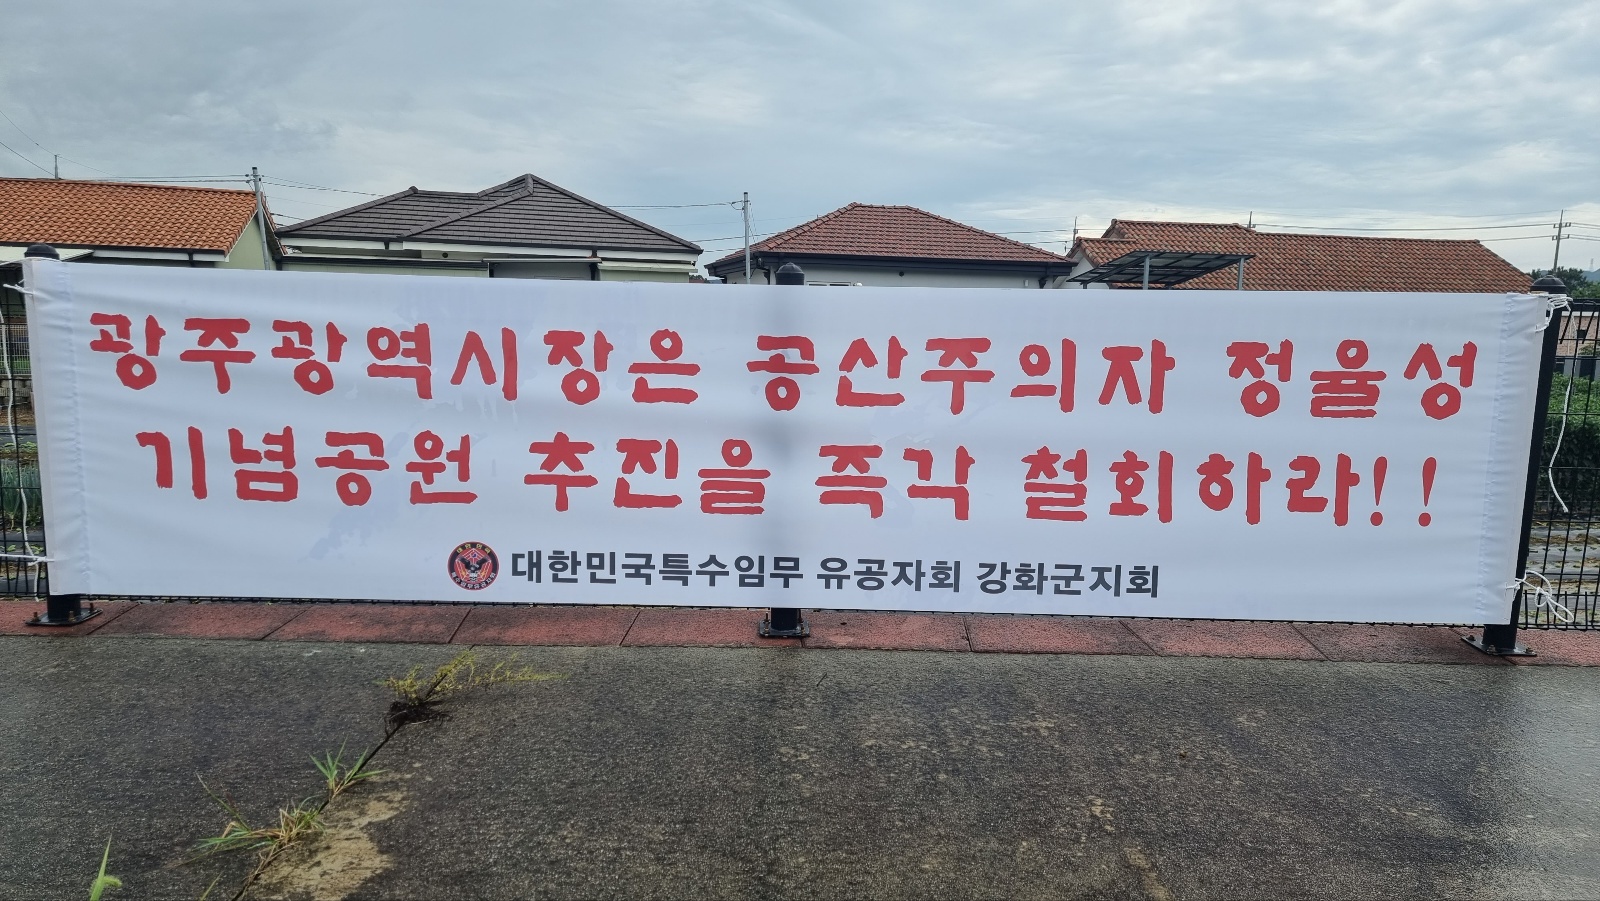 광주광역시장은 공산주의자 정율성
기념공원 추진을 즉각 철회하라!!
대한민국특수임무 유공자회 강화군지회